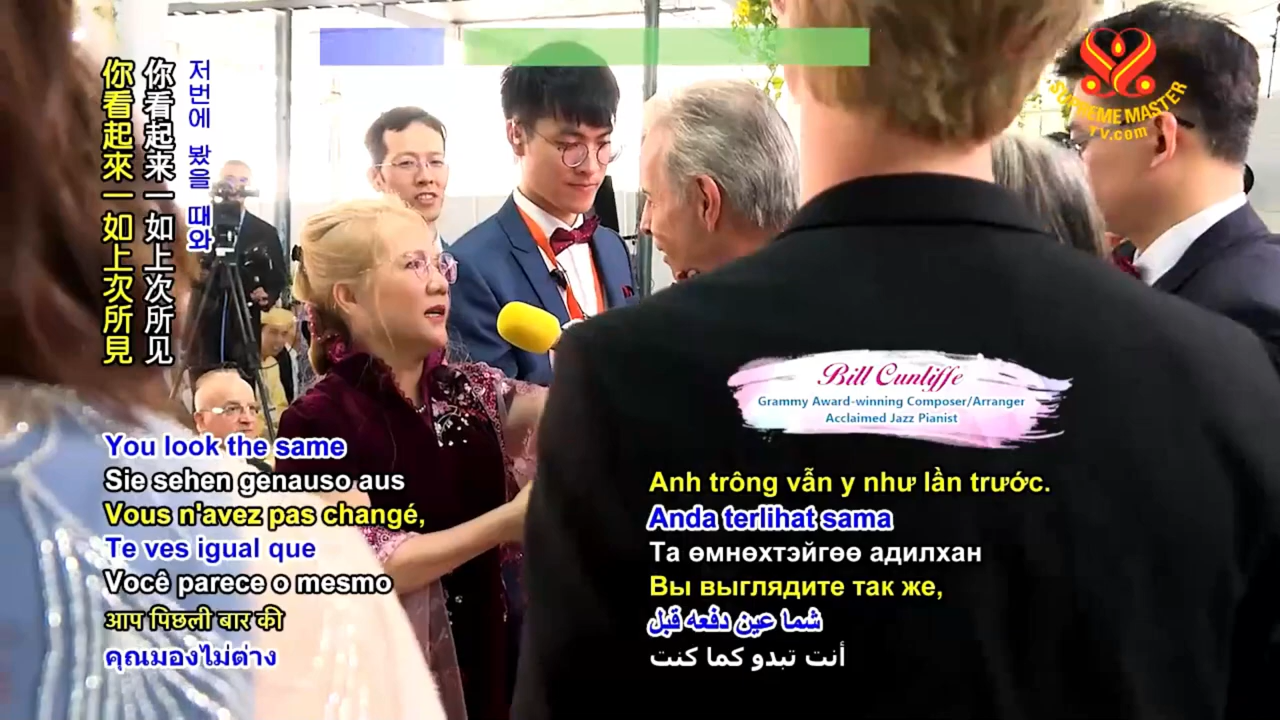 SUPREME MASTER
TV.com
저번에 봤을 때와
你看起来一如上次所见
你看起來一如上次所見
Bill Cunliffe
Grammy Award-winning Composer/Arranger
Acclaimed Jazz Pianist
You look the same
Sie sehen genauso aus
Vous n'avez pas changé,
Te ves igual que
Você parece o mesmo
आप पिछली बार की
คุณมองไม่ต่าง
Anh trông vẫn y như lần trước.
Anda terlihat sama
Та өмнөхтэйгөө адилхан
Вы выглядите так же,
شما عین دفعه قبل
أنت تبدو كما كنت